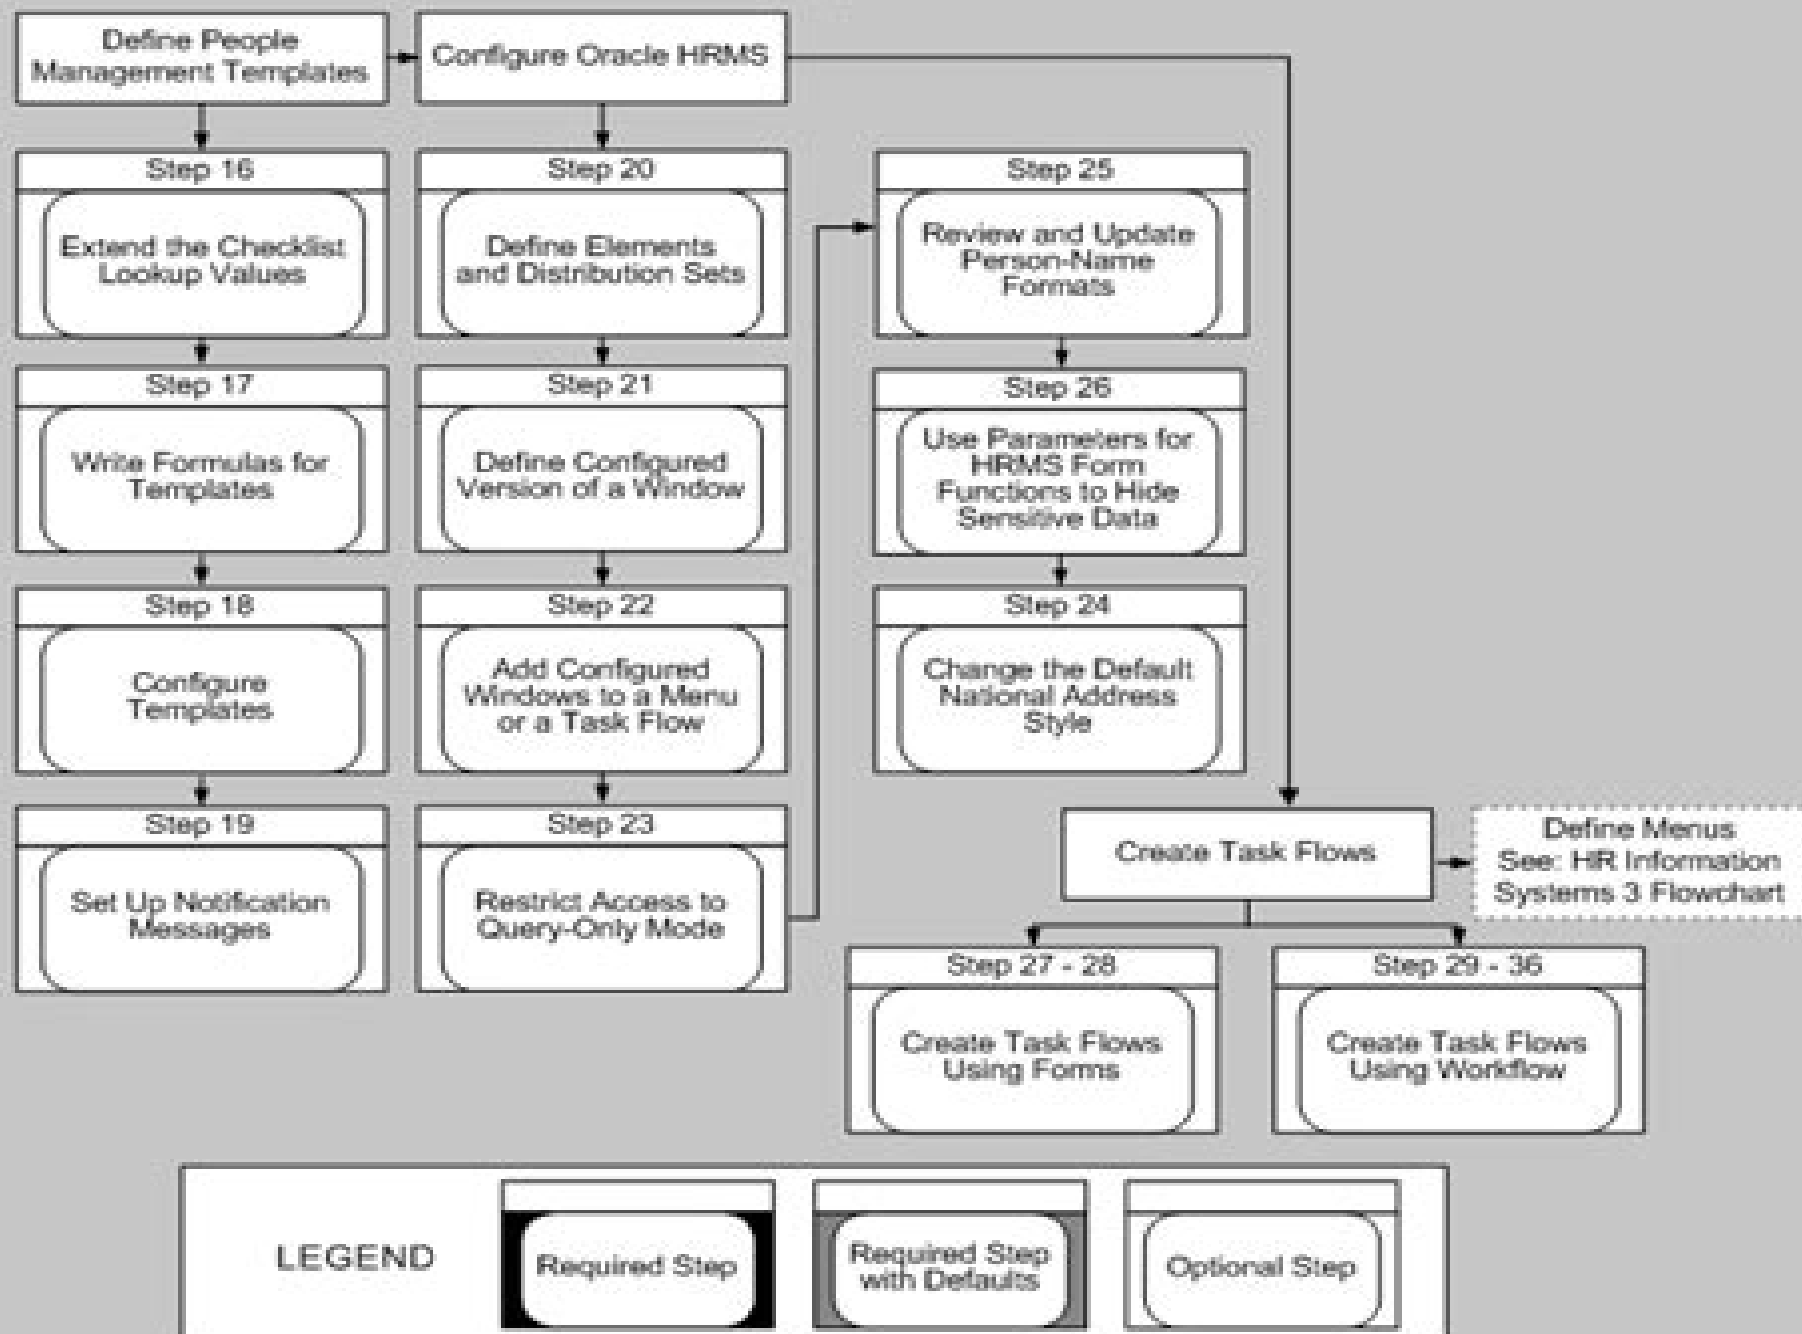 Define People
Management Templates
Configure Oracle HRMS
Step 16
Extend the Checklist
Lookup Values
Step 17
Write Formulas for
Templates
Step 18
Configure
Templates
Step 19
Set Up Notification
Messages
Step 20
Define Elements
and Distribution Sets
Step 21
Define Configured
Version of a Window
Step 22
Add Configured
Windows to a Menu
or a Task Flow
Step 23
Restrict Access to
Query-Only Mode
Step 25
Review and Update
Person-Name
Formats
Step 26
Use Parameters for
HRMS Form
Functions to Hide
Sensitive Data
Step 24
Change the Default
National Address
Style
Create Task Flows
Define Menus
See: HR Information
Systems 3 Flowchart
Step 27 - 28
Create Task Flows
Using Forms
Step 29 - 36
Create Task Flows
Using Workflow
LEGEND
Required Step
Required Step
with Defaults
Optional Step